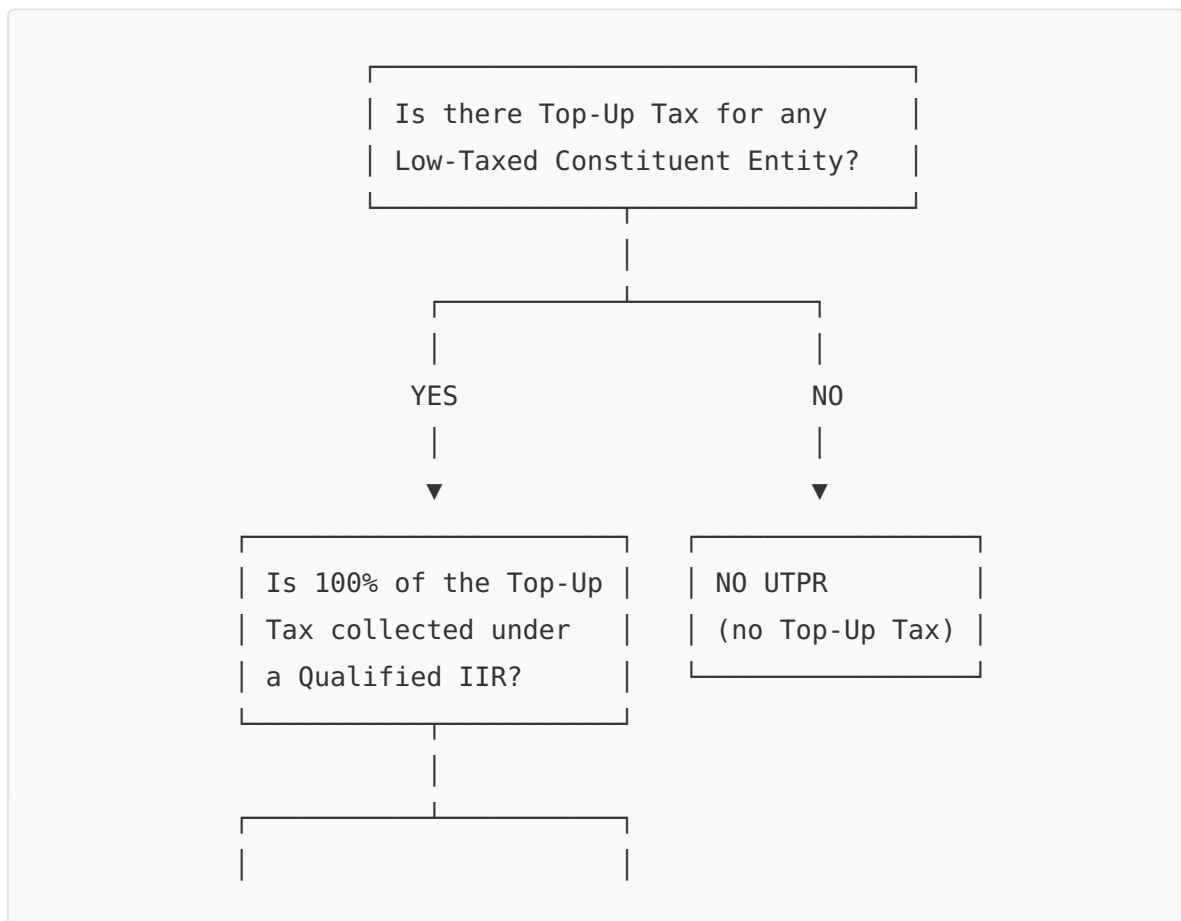 Is there Top-Up Tax for any
Low-Taxed Constituent Entity?
YES
NO
Is 100% of the Top-Up
Tax collected under
a Qualified IIR?
NO UTPR
(no Top-Up Tax)